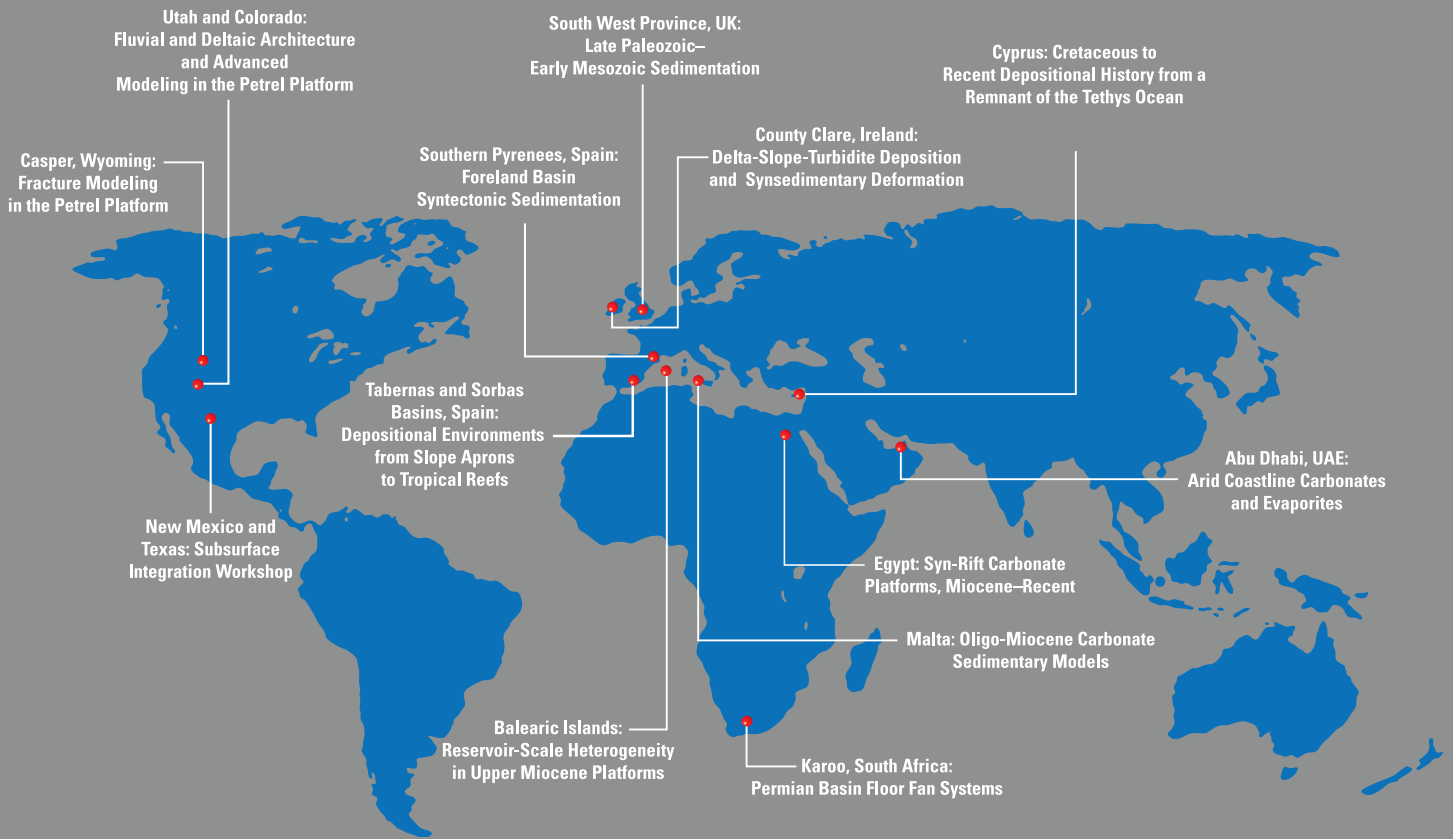 Utah and Colorado:
Fluvial and Deltaic Architecture
and Advanced
Modeling in the Petrel Platform
South West Province, UK:
Late Paleozoic–
Early Mesozoic Sedimentation
Cyprus: Cretaceous to
Recent Depositional History from a
Remnant of the Tethys Ocean
Casper, Wyoming:
Fracture Modeling
in the Petrel Platform
Southern Pyrenees, Spain:
Foreland Basin
Syntectonic Sedimentation
County Clare, Ireland:
Delta-Slope-Turbidite Deposition
and Synsedimentary Deformation
Tabernas and Sorbas
Basins, Spain:
Depositional Environments
from Slope Aprons
to Tropical Reefs
Abu Dhabi, UAE:
Arid Coastline Carbonates
and Evaporites
New Mexico and
Texas: Subsurface
Integration Workshop
Egypt: Syn-Rift Carbonate
Platforms, Miocene–Recent
Malta: Oligo-Miocene Carbonate
Sedimentary Models
Balearic Islands:
Reservoir-Scale Heterogeneity
in Upper Miocene Platforms
Karoo, South Africa:
Permian Basin Floor Fan Systems